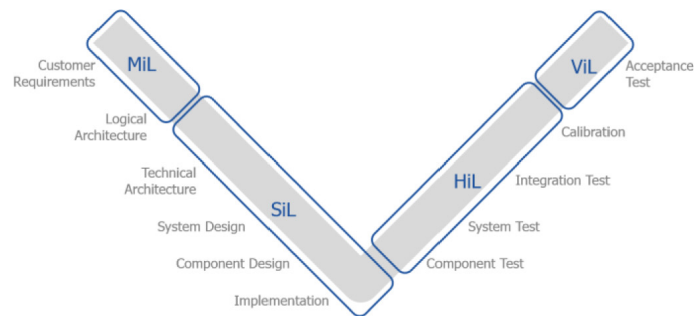 MiL
Customer
Requirements
Logical
Architecture
Technical
Architecture
SiL
System Design
Component Design
Implementation
ViL
Acceptance
Test
Calibration
HiL
Integration Test
System Test
Component Test